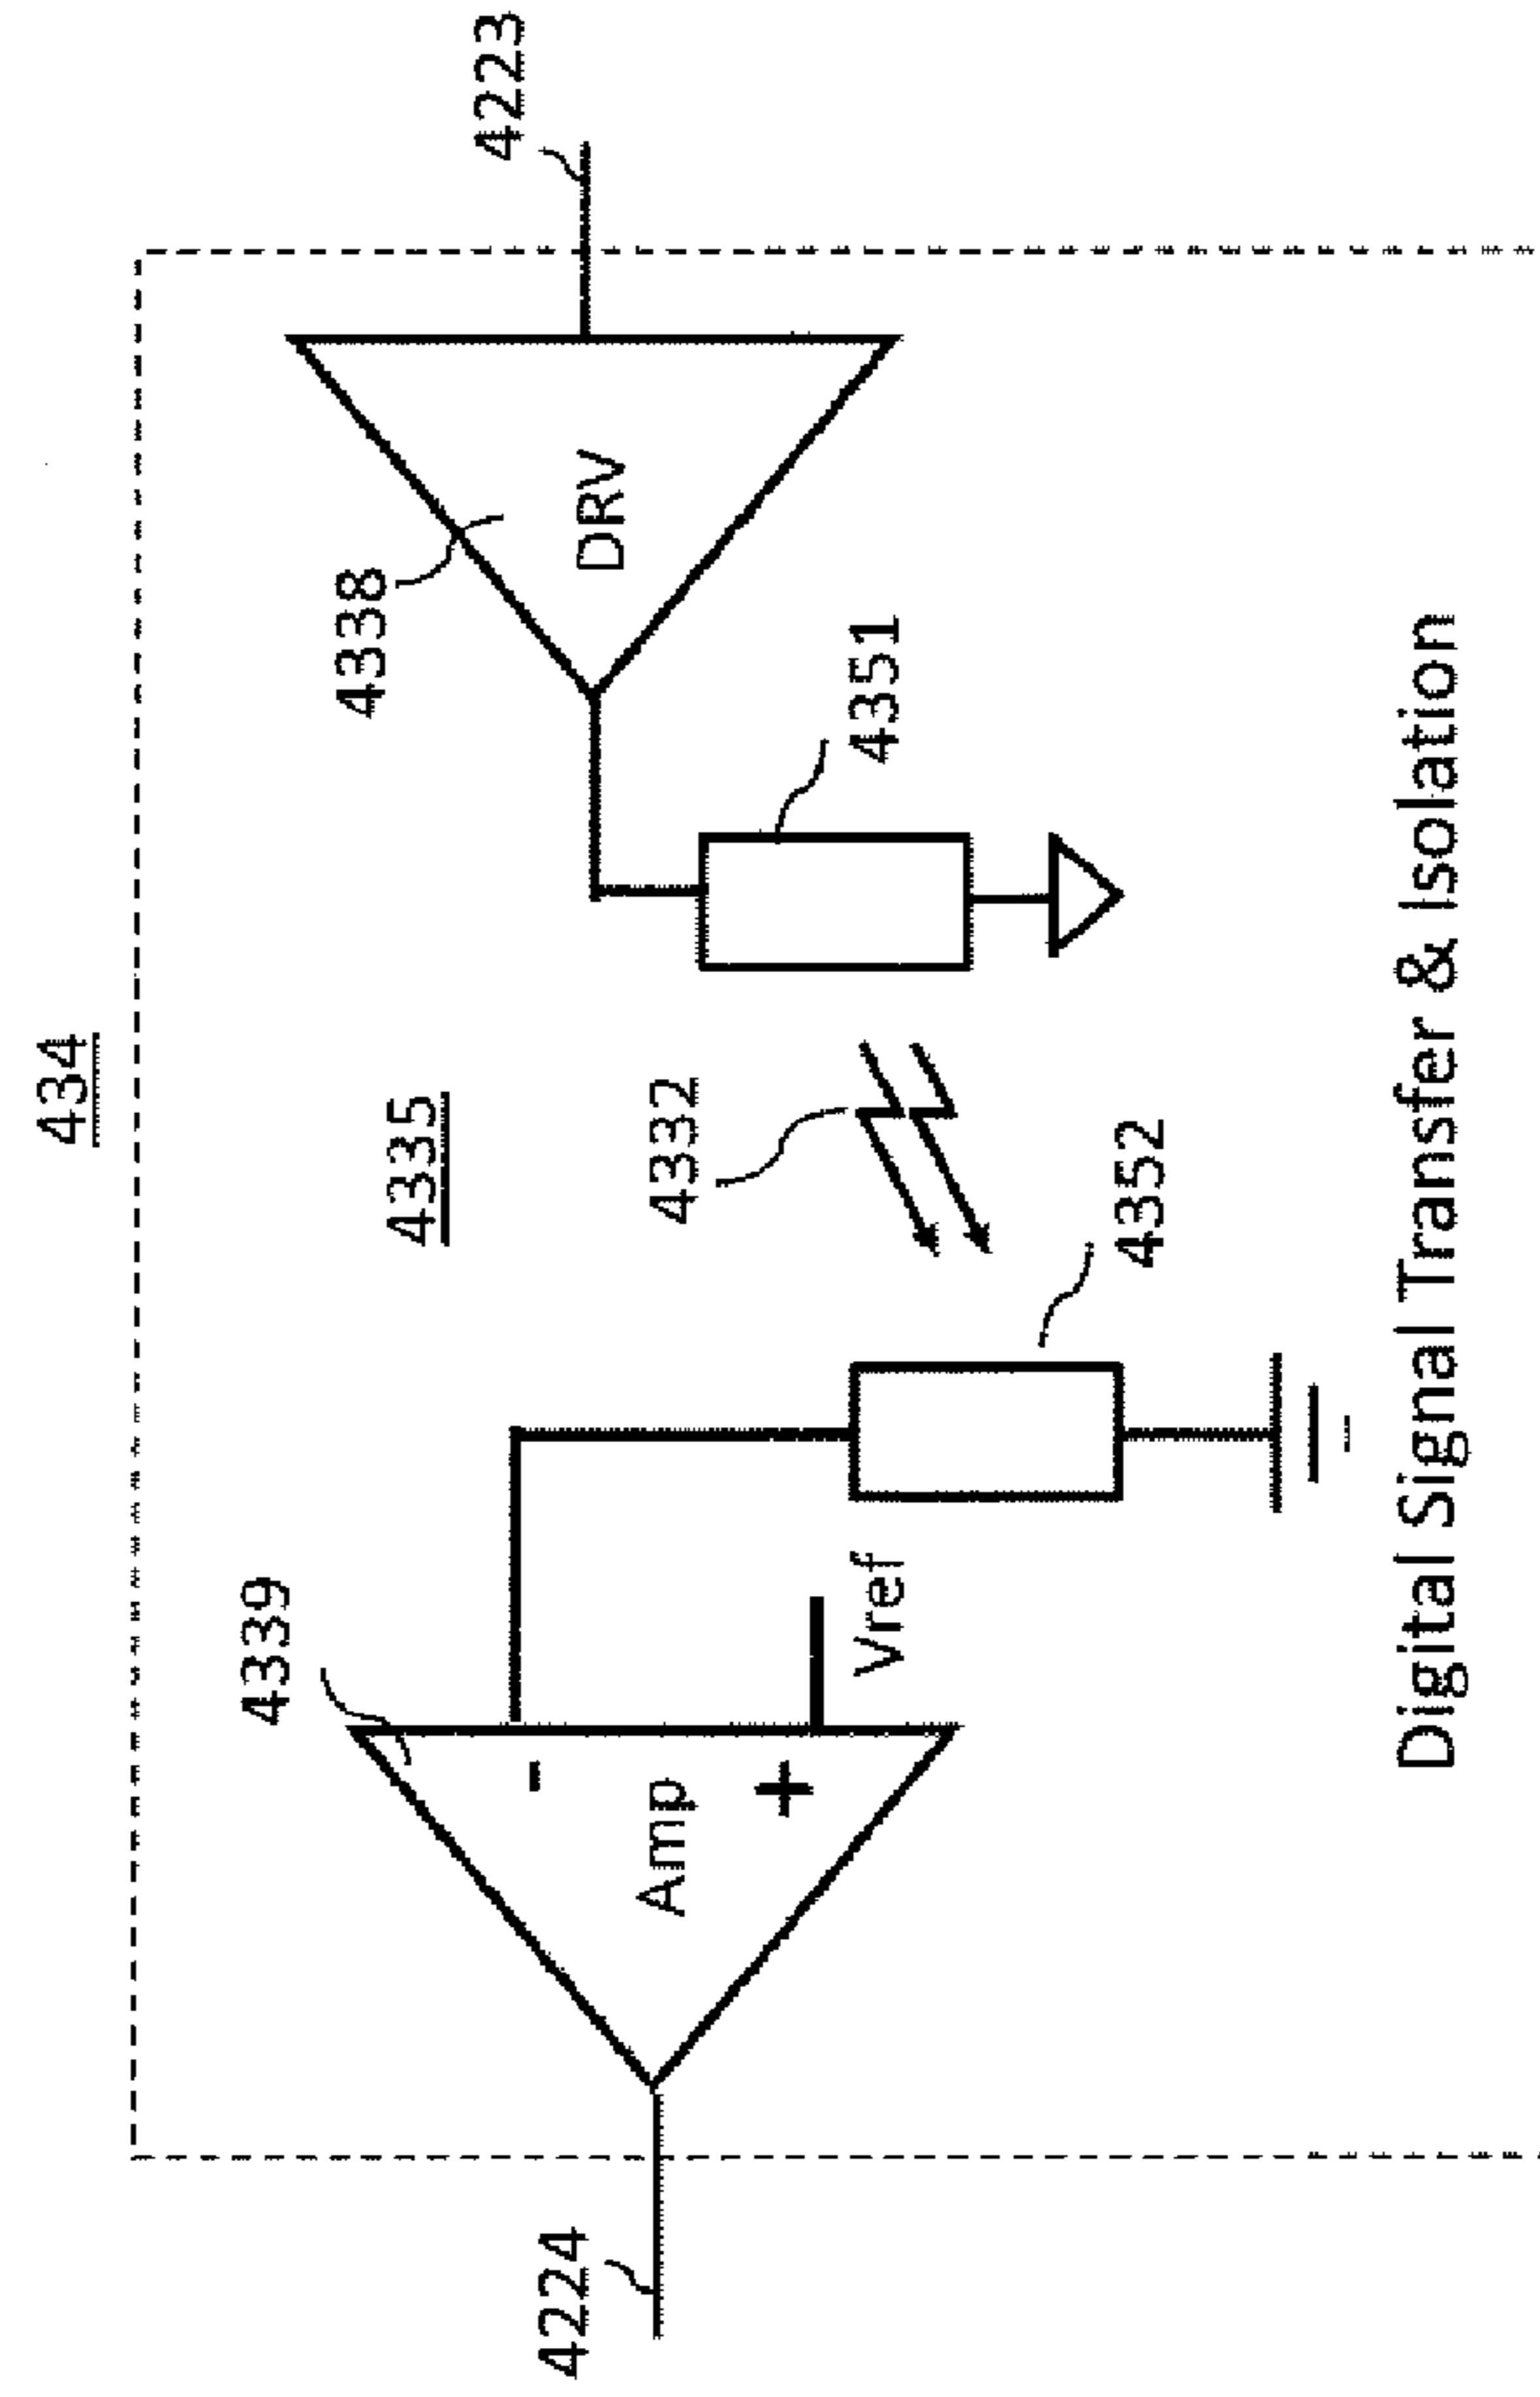 434
4335
4339
4338
4332
4224
4223
Amp
-
+
Vref
DRV
4352
4351
Digital Signal Transfer & Isolation